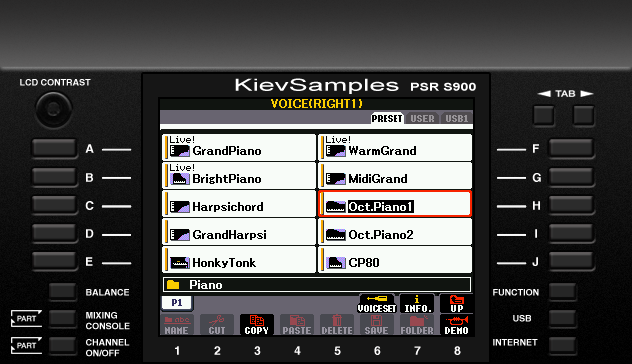 LCD CONTRAST
KievSamples PSR S900
TAB
VOICE(RIGHT1)
PRESET USER USB1
A
Live!
GrandPiano
Live!
WarmGrand
F
B
Live!
BrightPiano
MidiGrand
G
C
Harpsichord
Oct.Piano1
H
D
GrandHarpsi
Oct.Piano2
I
E
HonkyTonk
CP80
J
Piano
BALANCE
P1
VOICESET
INFO.
UP
FUNCTION
PART
MIXING
CONSOLE
NAME CUT COPY PASTE DELETE SAVE FOLDER DEMO
USB
PART
CHANNEL
ON/OFF
INTERNET
1 2 3 4 5 6 7 8